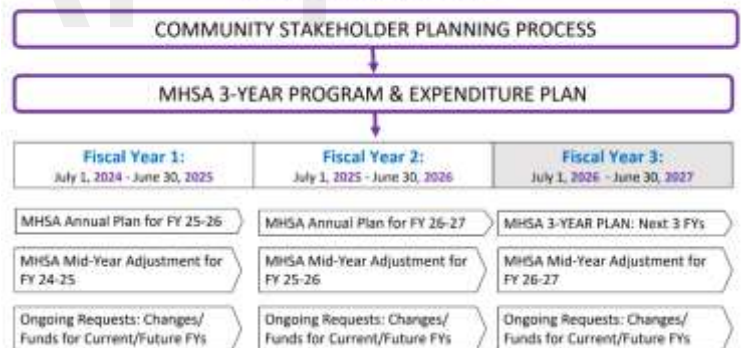 COMMUNITY STAKEHOLDER PLANNING PROCESS
MHSA 3-YEAR PROGRAM & EXPENDITURE PLAN
Fiscal Year 1:
July 1, 2024 - June 30, 2025
Fiscal Year 2:
July 1, 2025 - June 30, 2026
Fiscal Year 3:
July 1, 2026 - June 30, 2027
MHSA Annual Plan for FY 25-26
MHSA Annual Plan for FY 26-27
MHSA 3-YEAR PLAN: Next 3 FYs
MHSA Mid-Year Adjustment for
FY 24-25
MHSA Mid-Year Adjustment for
FY 25-26
MHSA Mid-Year Adjustment for
FY 26-27
Ongoing Requests: Changes/
Funds for Current/Future FYs
Ongoing Requests: Changes/
Funds for Current/Future FYs
Ongoing Requests: Changes/
Funds for Current/Future FYs